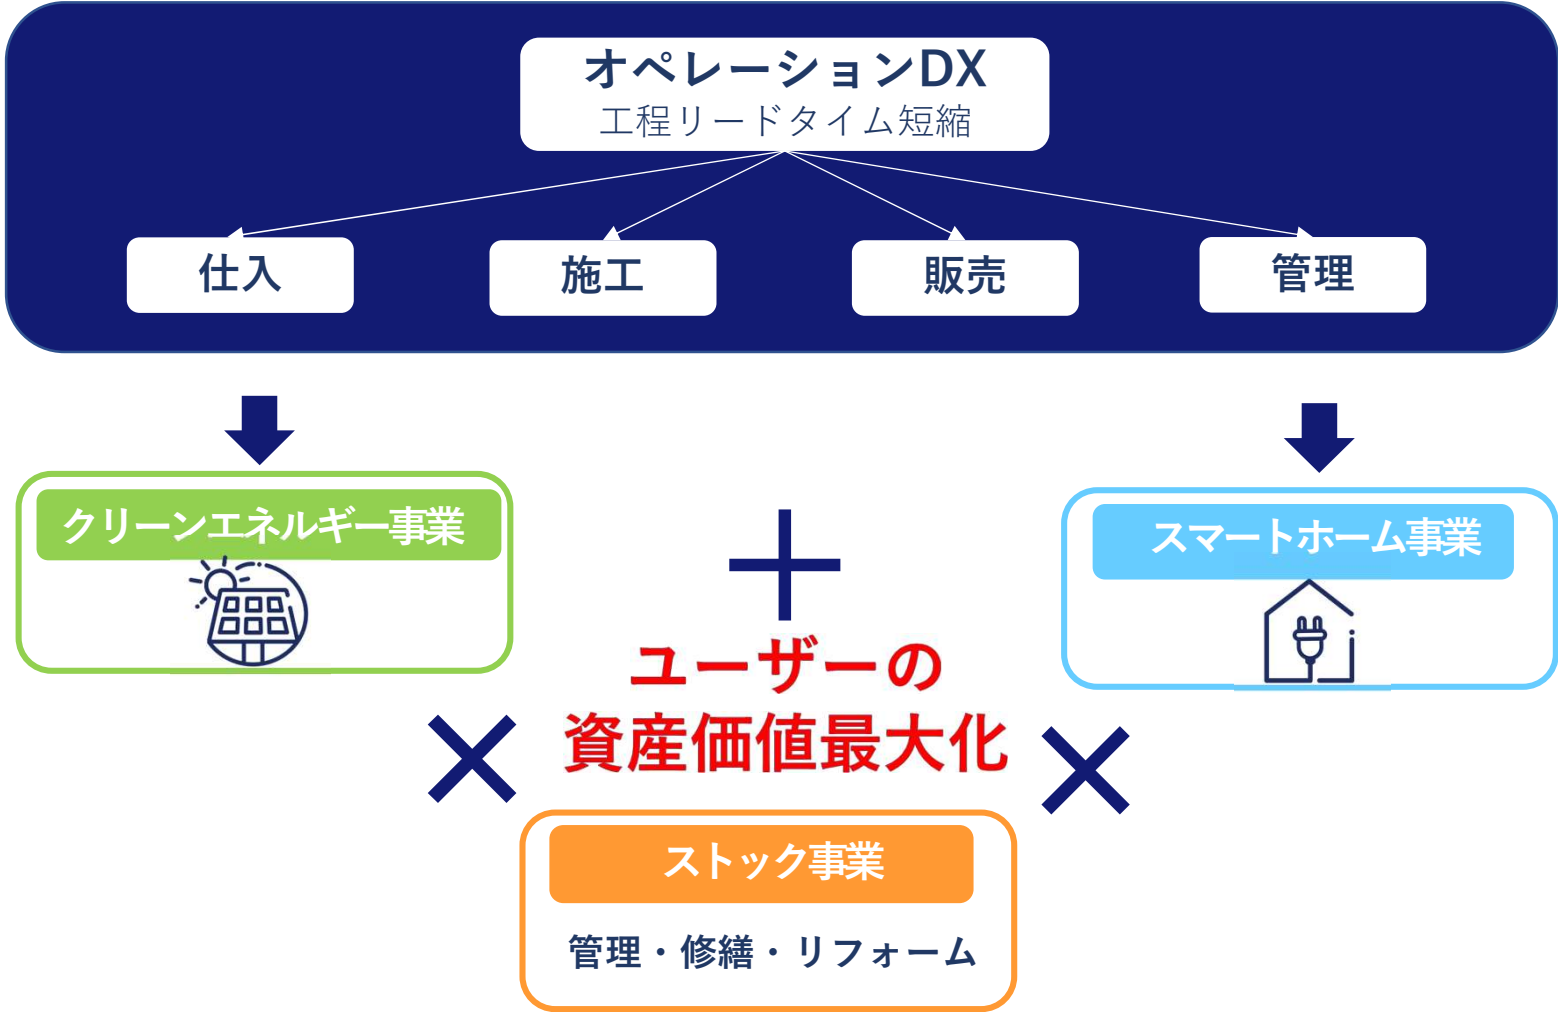 オペレーションDX
工程リードタイム短縮
仕入
施工
販売
管理
クリーンエネルギー事業
スマートホーム事業
＋
ユーザーの
資産価値最大化
×
×
ストック事業
管理・修繕・リフォーム